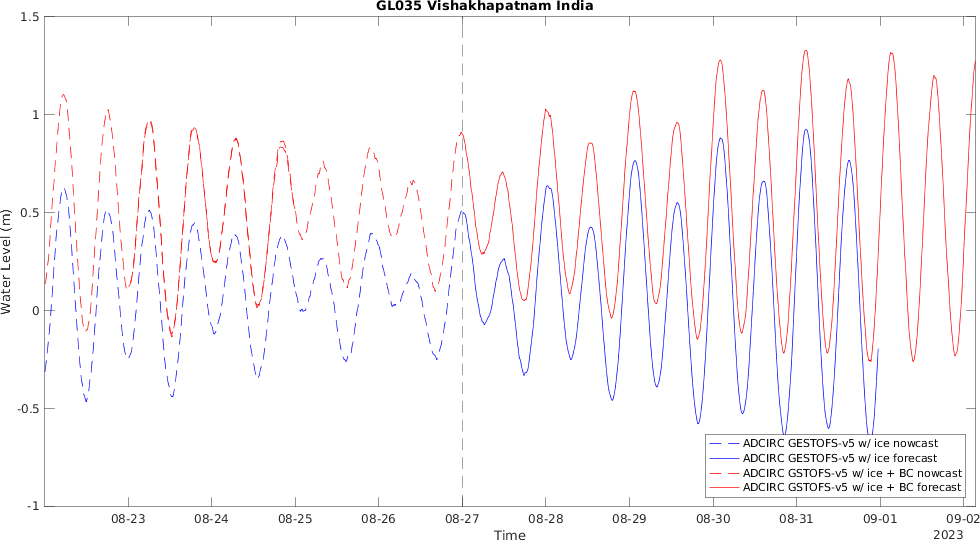 GL035 Vishakhapatnam India
1.5
1
0.5
0
-0.5
-1
Water Level (m)
08-23 08-24 08-25 08-26 08-27 08-28 08-29 08-30 08-31 09-01 09-02
Time
2023
ADCIRC GESTOFS-v5 w/ ice nowcast
ADCIRC GESTOFS-v5 w/ ice forecast
ADCIRC GSTOFS-v5 w/ ice + BC nowcast
ADCIRC GSTOFS-v5 w/ ice + BC forecast